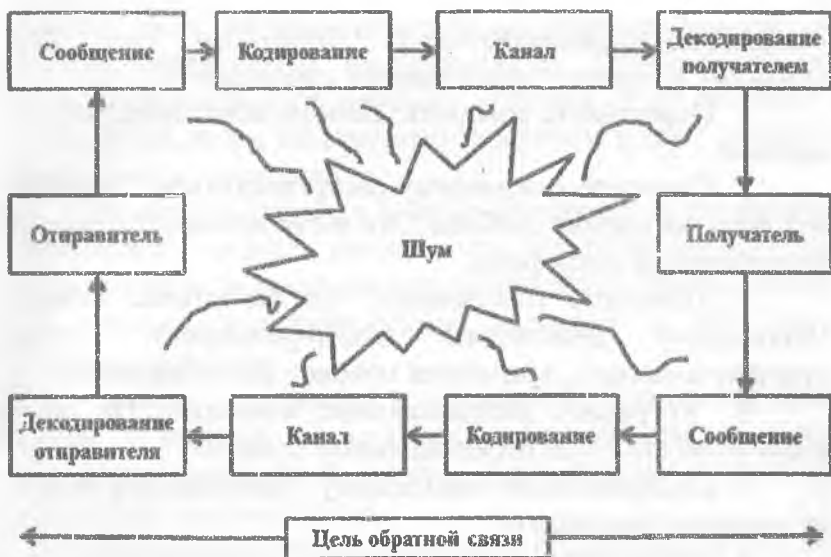 Сообщение
Кодирование
Канал
Декодирование
получателем
Отправитель
Шум
Получатель
Декодирование
отправителя
Канал
Кодирование
Сообщение
Цель обратной связи